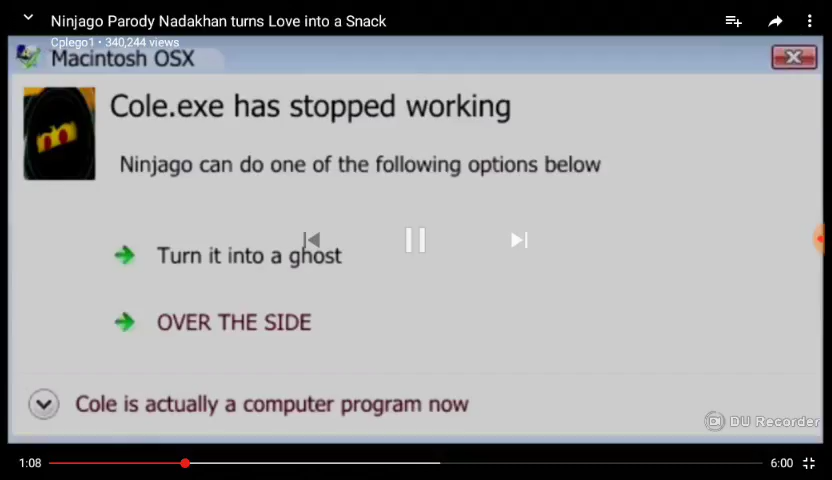 Ninjago Parody Nadakhan turns Love into a Snack
Cplego1 • 340,244 views
Macintosh OSX
Cole.exe has stopped working
Ninjago can do one of the following options below
Turn it into a ghost
OVER THE SIDE
Cole is actually a computer program now
DU Recorder
1:08
6:00